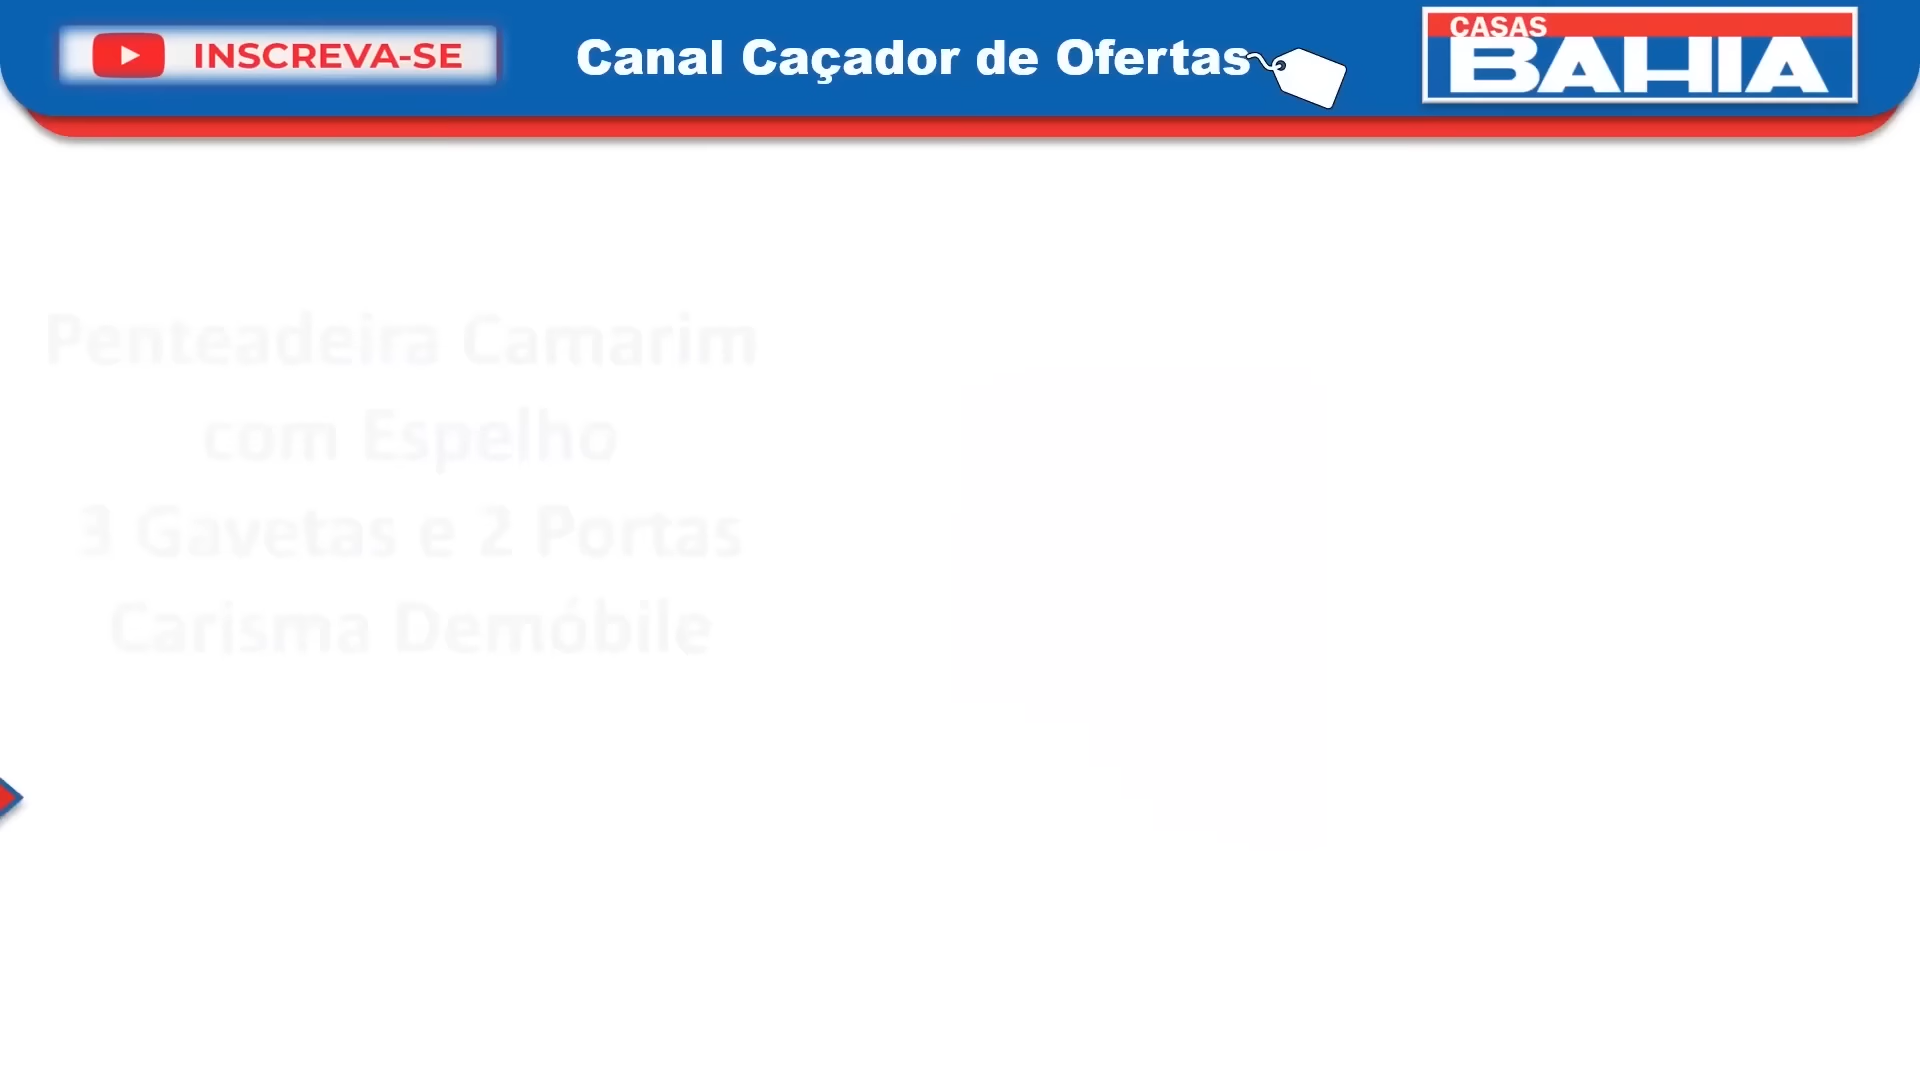 INSCREVA-SE
Canal Caçador de Ofertas
CASAS
BAHIA
Penteadeira Camarim
com Espelho
3 Gavetas e 2 Portas
Carisma Demóbile